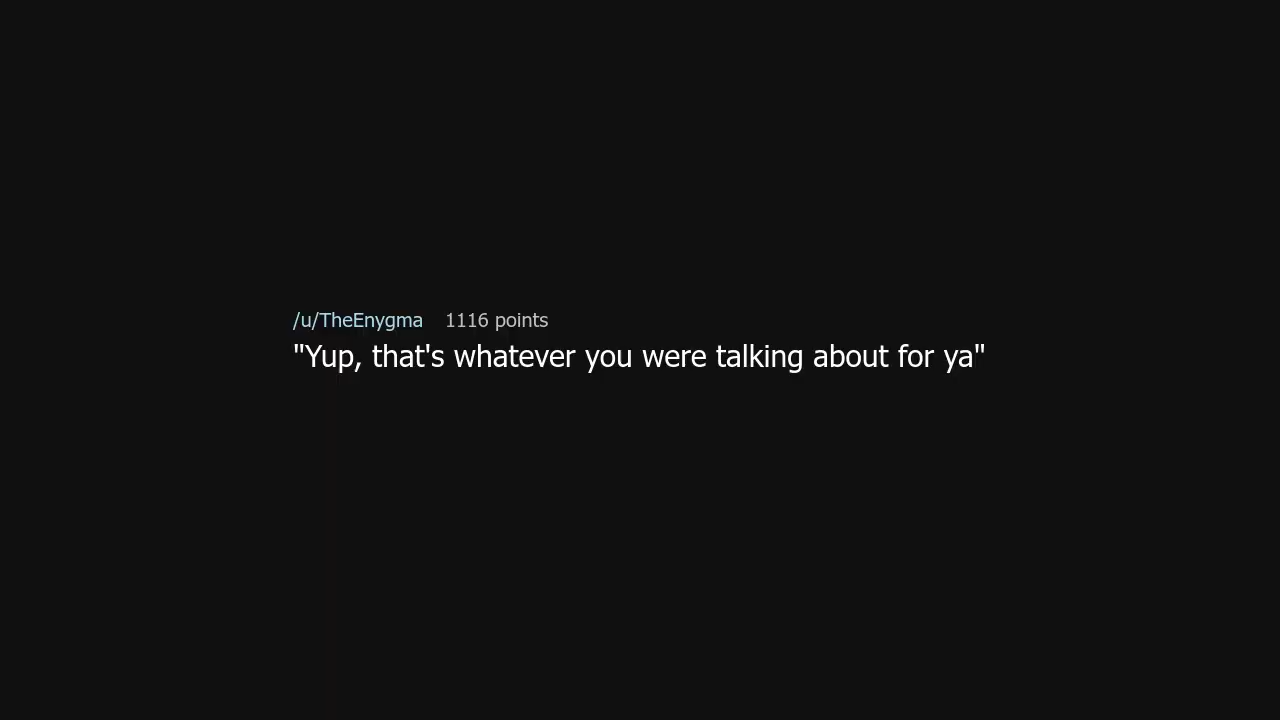 /u/TheEnygma 1116 points
"Yup, that's whatever you were talking about for ya"